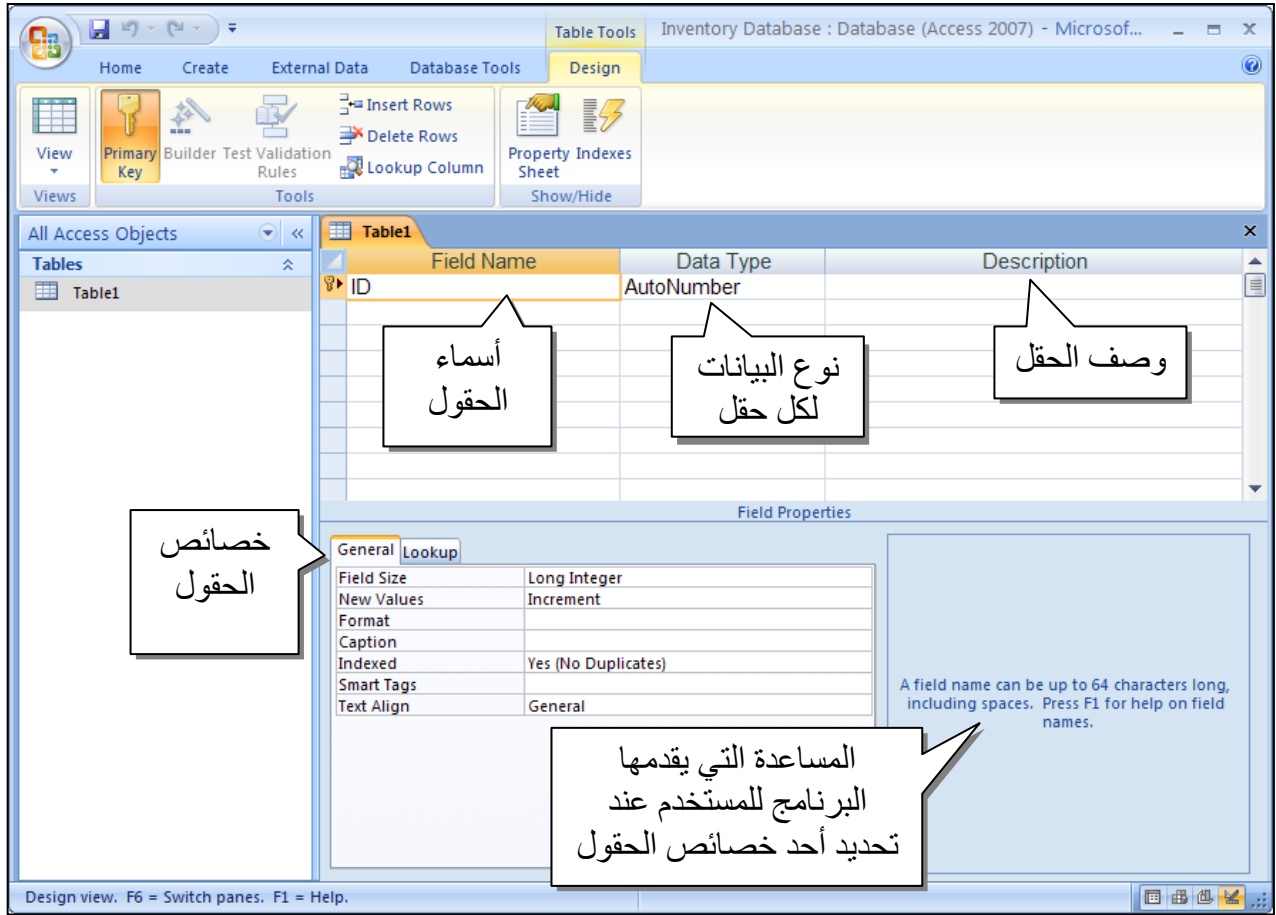 Table Tools
Inventory Database : Database (Access 2007) - Microsof...
Home Create External Data Database Tools Design
View
Primary Key
Builder
Test Validation Rules
Insert Rows
Delete Rows
Lookup Column
Property Sheet
Indexes
Views Tools Show/Hide
All Access Objects
Tables
Table1
Table1
Field Name Data Type Description
ID AutoNumber
أسماء
الحقول
نوع البيانات
لكل حقل
وصف الحقل
Field Properties
خصائص
الحقول
General Lookup
Field Size Long Integer
New Values Increment
Format
Caption
Indexed Yes (No Duplicates)
Smart Tags
Text Align General
A field name can be up to 64 characters long,
including spaces. Press F1 for help on field
names.
المساعدة التي يقدمها
البرنامج للمستخدم عند
تحديد أحد خصائص الحقول
Design view. F6 = Switch panes. F1 = Help.